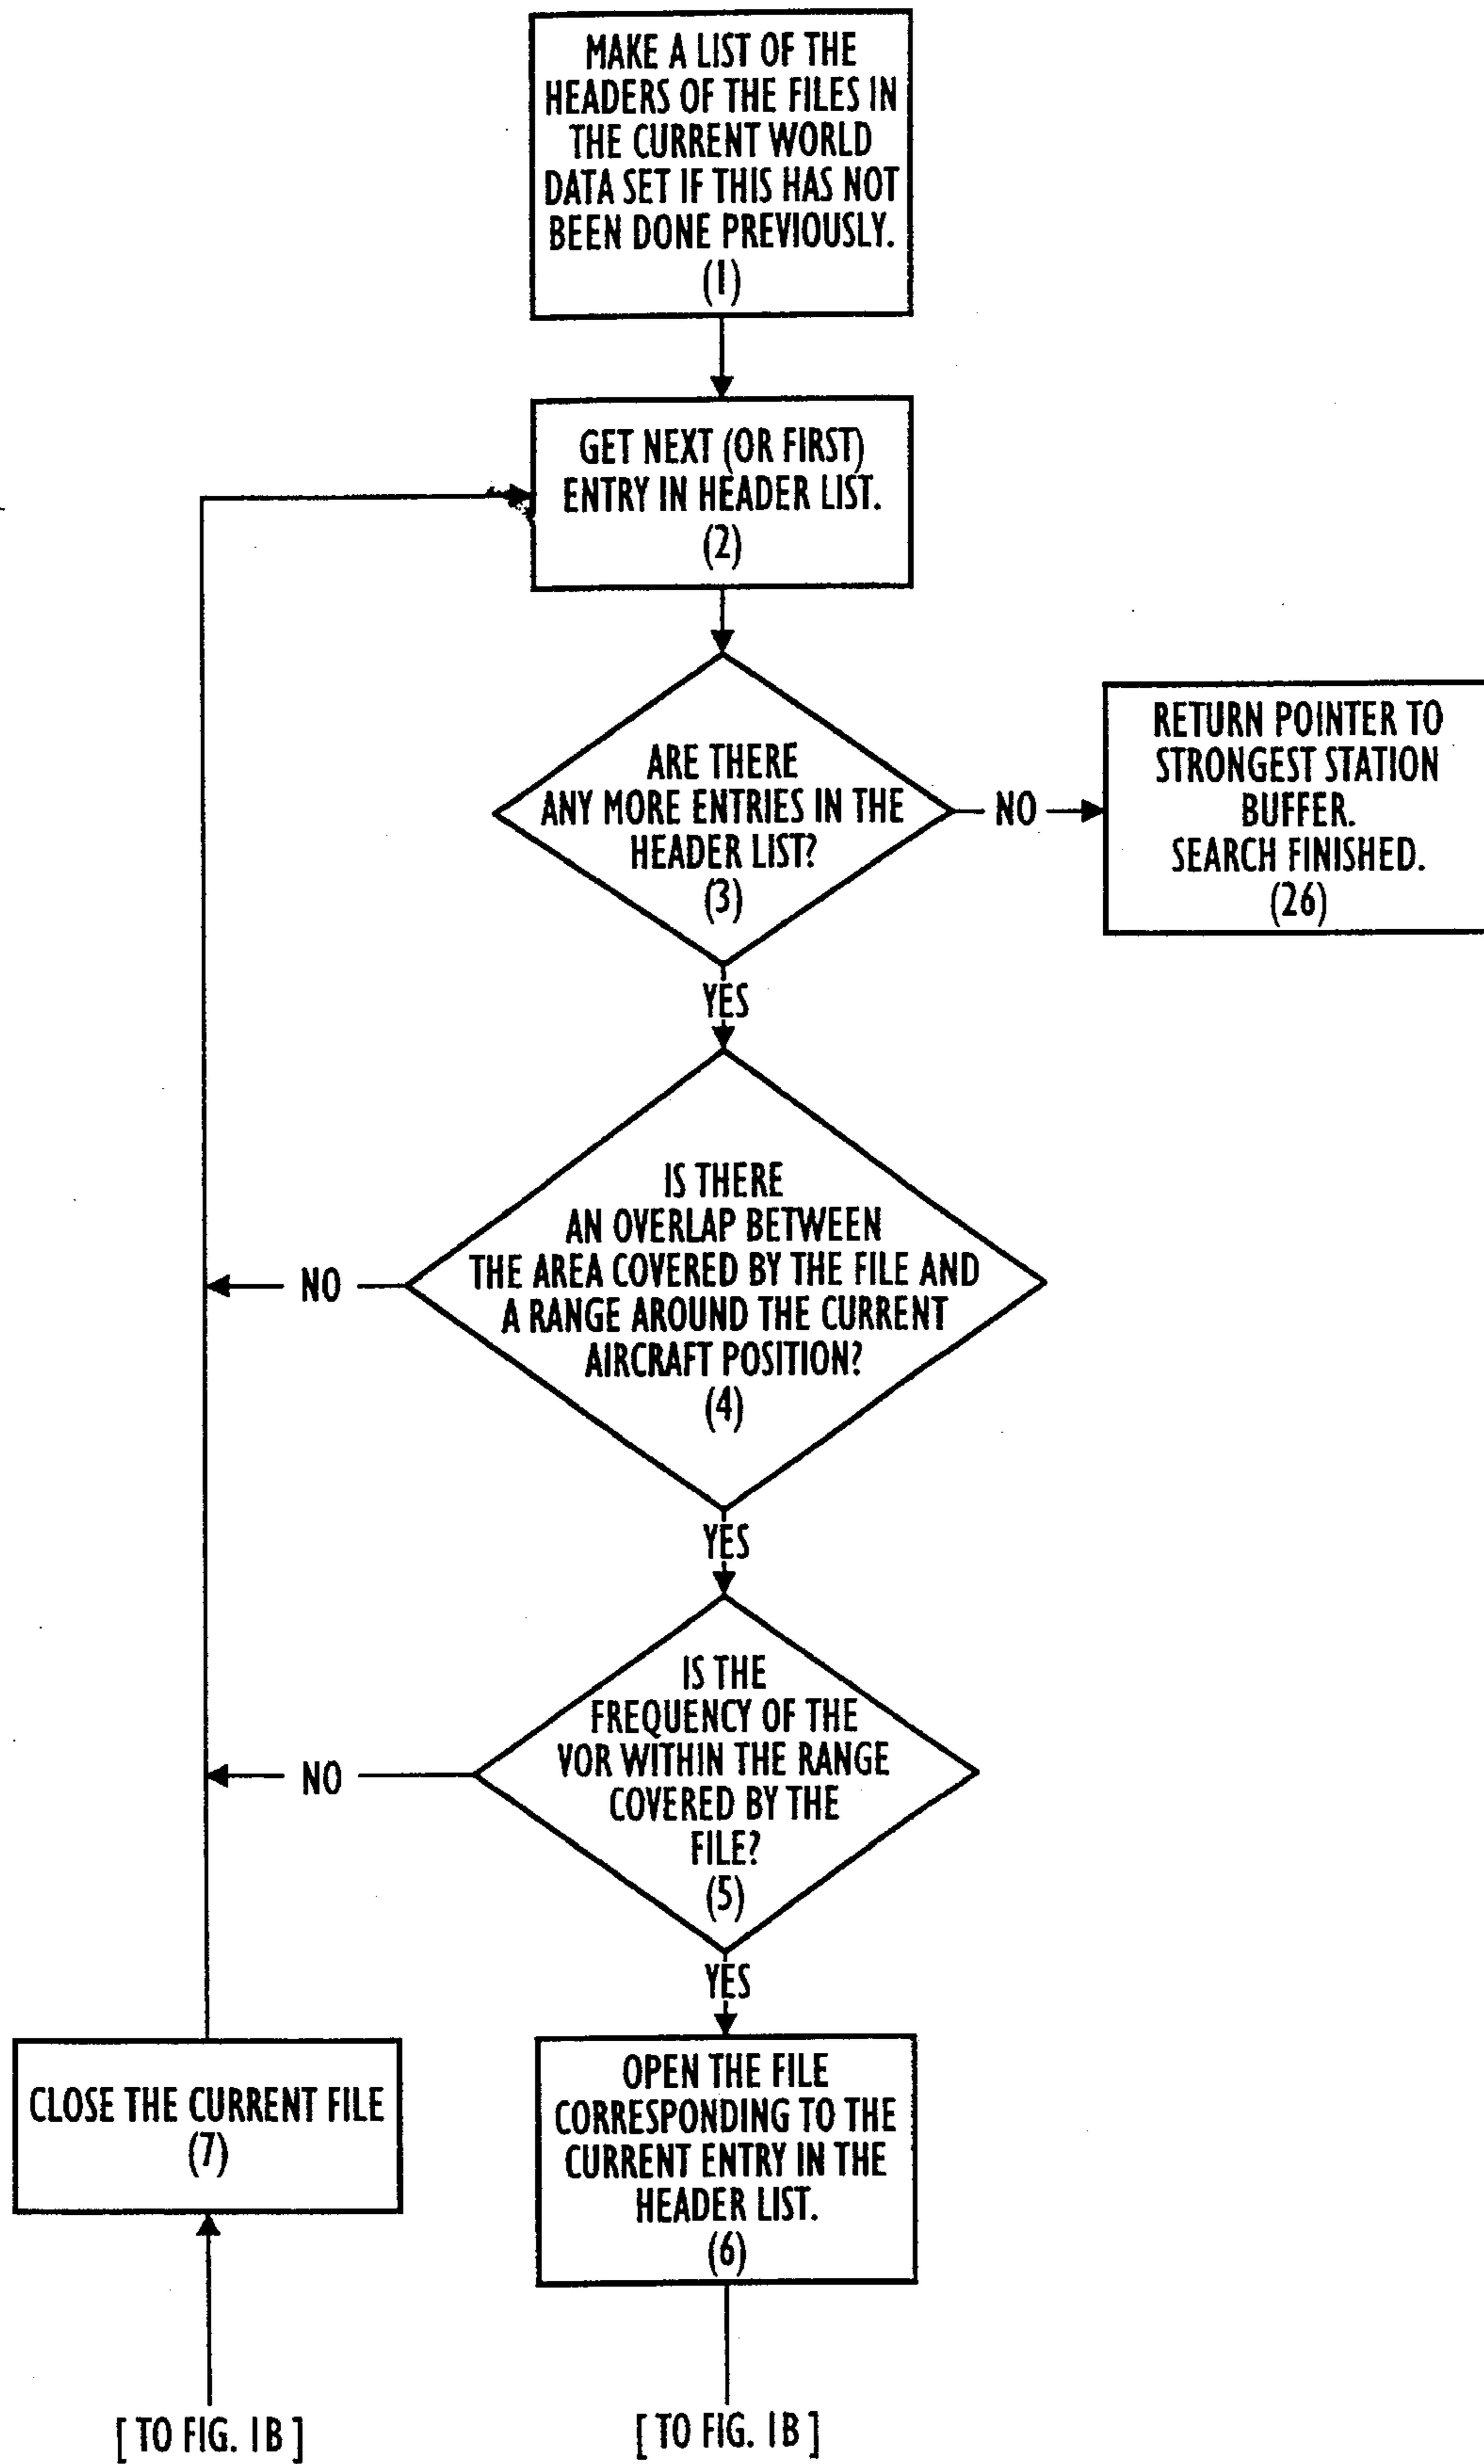 MAKE A LIST OF THE
HEADERS OF THE FILES IN
THE CURRENT WORLD
DATA SET IF THIS HAS NOT
BEEN DONE PREVIOUSLY.
(1)
GET NEXT (OR FIRST)
ENTRY IN HEADER LIST.
(2)
ARE THERE
ANY MORE ENTRIES IN THE
HEADER LIST?
(3)
NO
RETURN POINTER TO
STRONGEST STATION
BUFFER.
SEARCH FINISHED.
(26)
YES
IS THERE
AN OVERLAP BETWEEN
THE AREA COVERED BY THE FILE AND
A RANGE AROUND THE CURRENT
AIRCRAFT POSITION?
(4)
NO
YES
IS THE
FREQUENCY OF THE
VOR WITHIN THE RANGE
COVERED BY THE
FILE?
(5)
NO
YES
CLOSE THE CURRENT FILE
(7)
OPEN THE FILE
CORRESPONDING TO THE
CURRENT ENTRY IN THE
HEADER LIST.
(6)
[ TO FIG. 1B ]
[ TO FIG. 1B ]